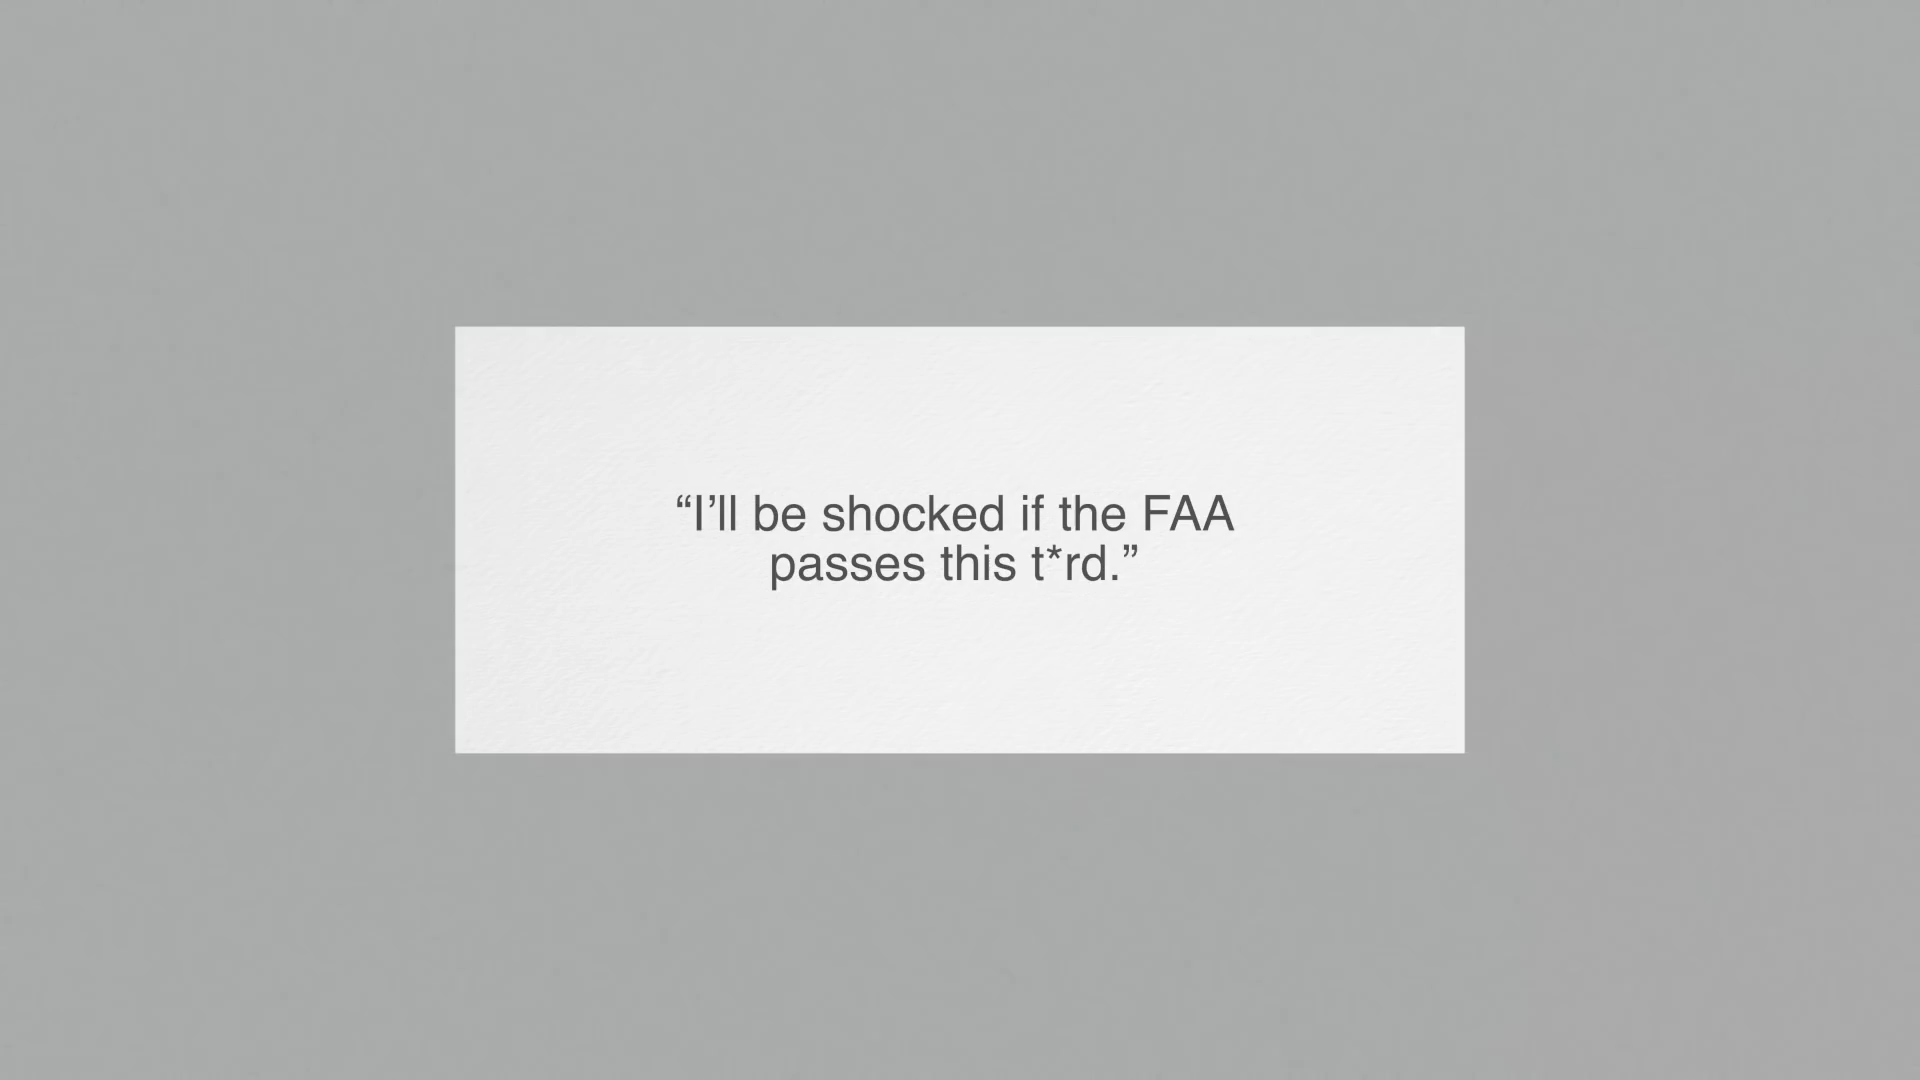 “I’ll be shocked if the FAA
passes this t*rd.”